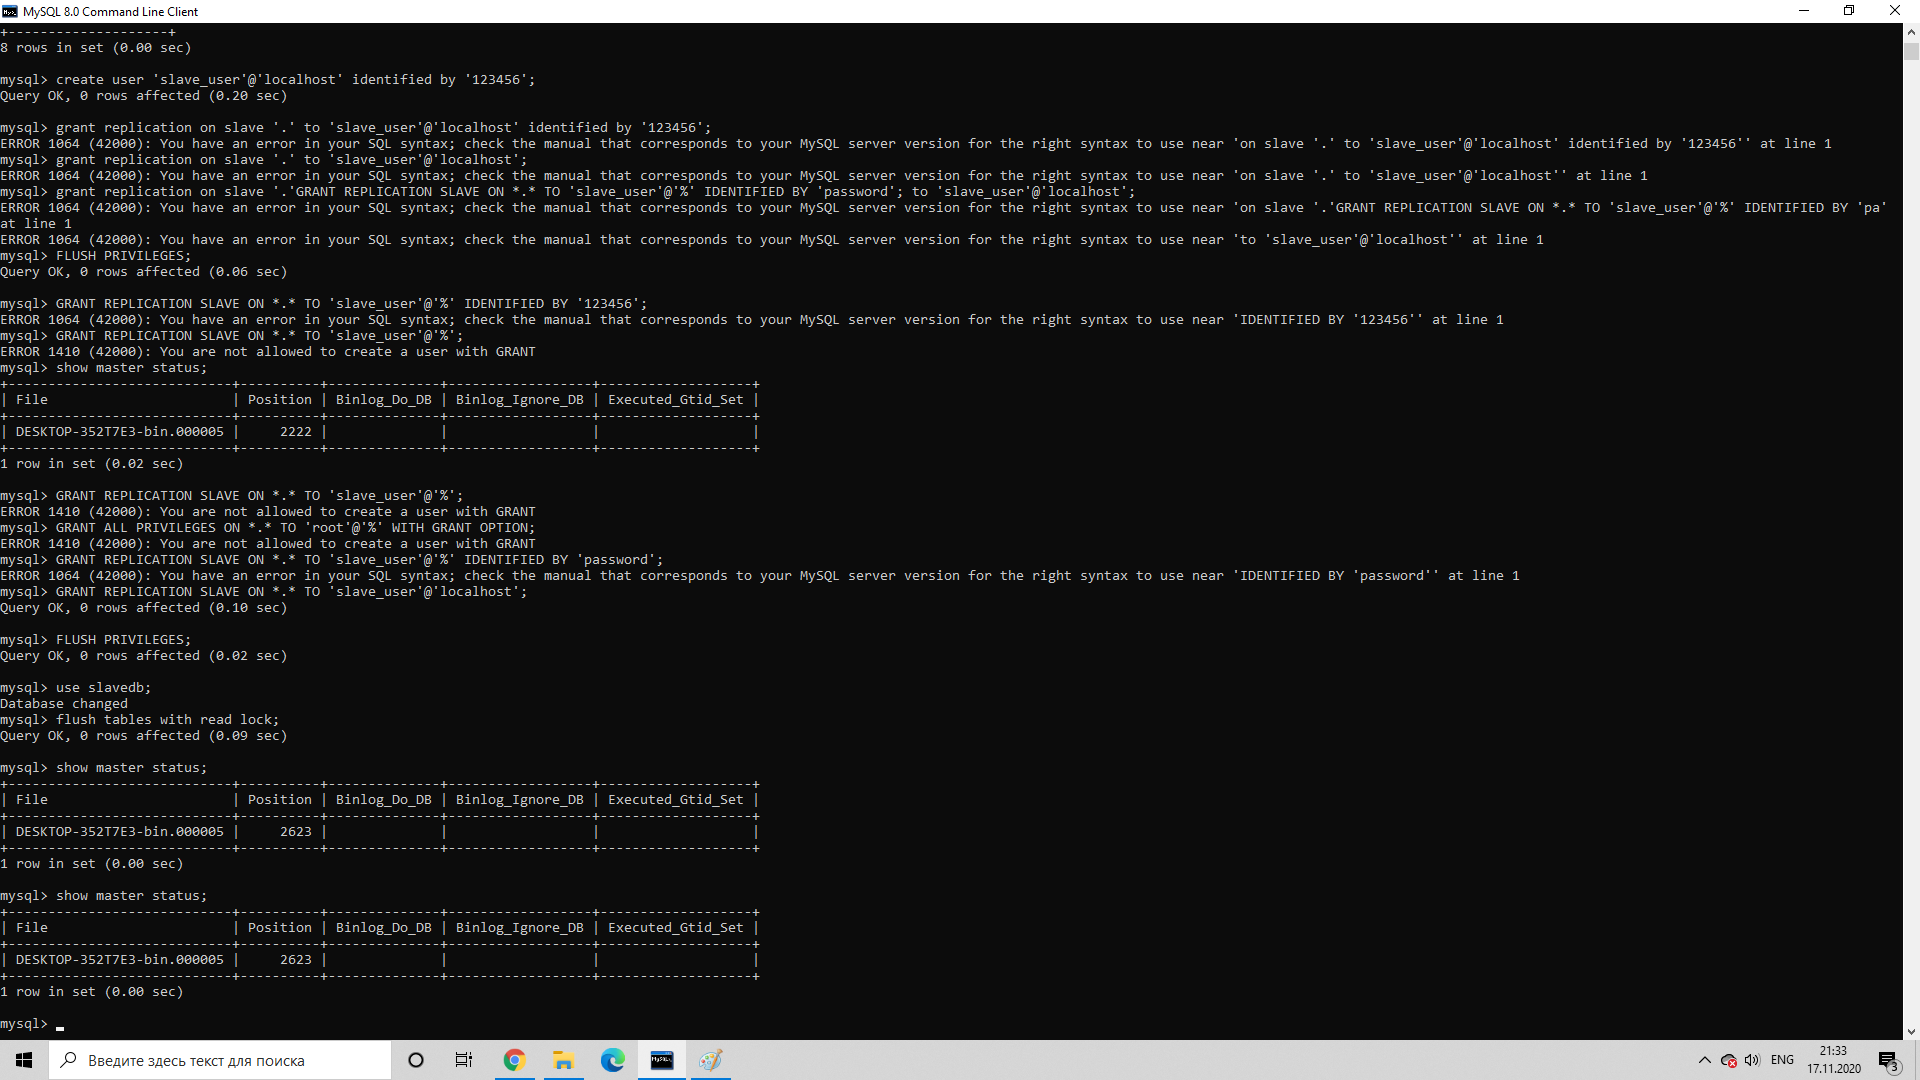 MySQL 8.0 Command Line Client
+--------------------+
8 rows in set (0.00 sec)
mysql> create user 'slave_user'@'localhost' identified by '123456';
Query OK, 0 rows affected (0.20 sec)
mysql> grant replication on slave '.' to 'slave_user'@'localhost' identified by '123456';
ERROR 1064 (42000): You have an error in your SQL syntax; check the manual that corresponds to your MySQL server version for the right syntax to use near 'on slave '.' to 'slave_user'@'localhost' identified by '123456'' at line 1
mysql> grant replication on slave '.' to 'slave_user'@'localhost';
ERROR 1064 (42000): You have an error in your SQL syntax; check the manual that corresponds to your MySQL server version for the right syntax to use near 'on slave '.' to 'slave_user'@'localhost'' at line 1
mysql> grant replication on slave '.'GRANT REPLICATION SLAVE ON *.* TO 'slave_user'@'%' IDENTIFIED BY 'password'; to 'slave_user'@'localhost';
ERROR 1064 (42000): You have an error in your SQL syntax; check the manual that corresponds to your MySQL server version for the right syntax to use near 'on slave '.'GRANT REPLICATION SLAVE ON *.* TO 'slave_user'@'%' IDENTIFIED BY 'pa'
at line 1
ERROR 1064 (42000): You have an error in your SQL syntax; check the manual that corresponds to your MySQL server version for the right syntax to use near 'to 'slave_user'@'localhost'' at line 1
mysql> FLUSH PRIVILEGES;
Query OK, 0 rows affected (0.06 sec)
mysql> GRANT REPLICATION SLAVE ON *.* TO 'slave_user'@'%' IDENTIFIED BY '123456';
ERROR 1064 (42000): You have an error in your SQL syntax; check the manual that corresponds to your MySQL server version for the right syntax to use near 'IDENTIFIED BY '123456'' at line 1
mysql> GRANT REPLICATION SLAVE ON *.* TO 'slave_user'@'%';
ERROR 1410 (42000): You are not allowed to create a user with GRANT
mysql> show master status;
+----------------------------+----------+--------------+------------------+-------------------+
| File                       | Position | Binlog_Do_DB | Binlog_Ignore_DB | Executed_Gtid_Set |
+----------------------------+----------+--------------+------------------+-------------------+
| DESKTOP-352T7E3-bin.000005 |     2222 |              |                  |                   |
+----------------------------+----------+--------------+------------------+-------------------+
1 row in set (0.02 sec)
mysql> GRANT REPLICATION SLAVE ON *.* TO 'slave_user'@'%';
ERROR 1410 (42000): You are not allowed to create a user with GRANT
mysql> GRANT ALL PRIVILEGES ON *.* TO 'root'@'%' WITH GRANT OPTION;
ERROR 1410 (42000): You are not allowed to create a user with GRANT
mysql> GRANT REPLICATION SLAVE ON *.* TO 'slave_user'@'%' IDENTIFIED BY 'password';
ERROR 1064 (42000): You have an error in your SQL syntax; check the manual that corresponds to your MySQL server version for the right syntax to use near 'IDENTIFIED BY 'password'' at line 1
mysql> GRANT REPLICATION SLAVE ON *.* TO 'slave_user'@'localhost';
Query OK, 0 rows affected (0.10 sec)
mysql> FLUSH PRIVILEGES;
Query OK, 0 rows affected (0.02 sec)
mysql> use slavedb;
Database changed
mysql> flush tables with read lock;
Query OK, 0 rows affected (0.09 sec)
mysql> show master status;
+----------------------------+----------+--------------+------------------+-------------------+
| File                       | Position | Binlog_Do_DB | Binlog_Ignore_DB | Executed_Gtid_Set |
+----------------------------+----------+--------------+------------------+-------------------+
| DESKTOP-352T7E3-bin.000005 |     2623 |              |                  |                   |
+----------------------------+----------+--------------+------------------+-------------------+
1 row in set (0.00 sec)
mysql> show master status;
+----------------------------+----------+--------------+------------------+-------------------+
| File                       | Position | Binlog_Do_DB | Binlog_Ignore_DB | Executed_Gtid_Set |
+----------------------------+----------+--------------+------------------+-------------------+
| DESKTOP-352T7E3-bin.000005 |     2623 |              |                  |                   |
+----------------------------+----------+--------------+------------------+-------------------+
1 row in set (0.00 sec)
mysql> _
Введите здесь текст для поиска
ENG
21:33
17.11.2020
3